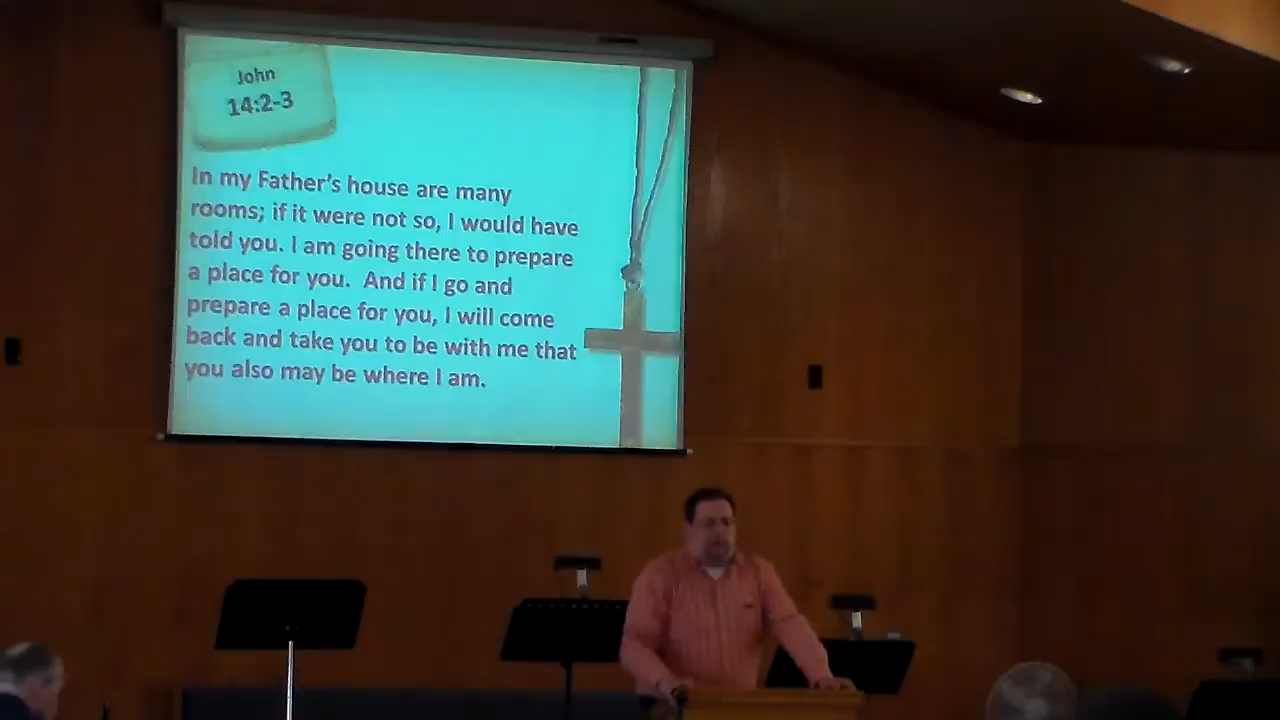 John
14:2-3
In my Father's house are many
rooms; if it were not so, I would have
told you. I am going there to prepare
a place for you. And if I go and
prepare a place for you, I will come
back and take you to be with me that
you also may be where I am.